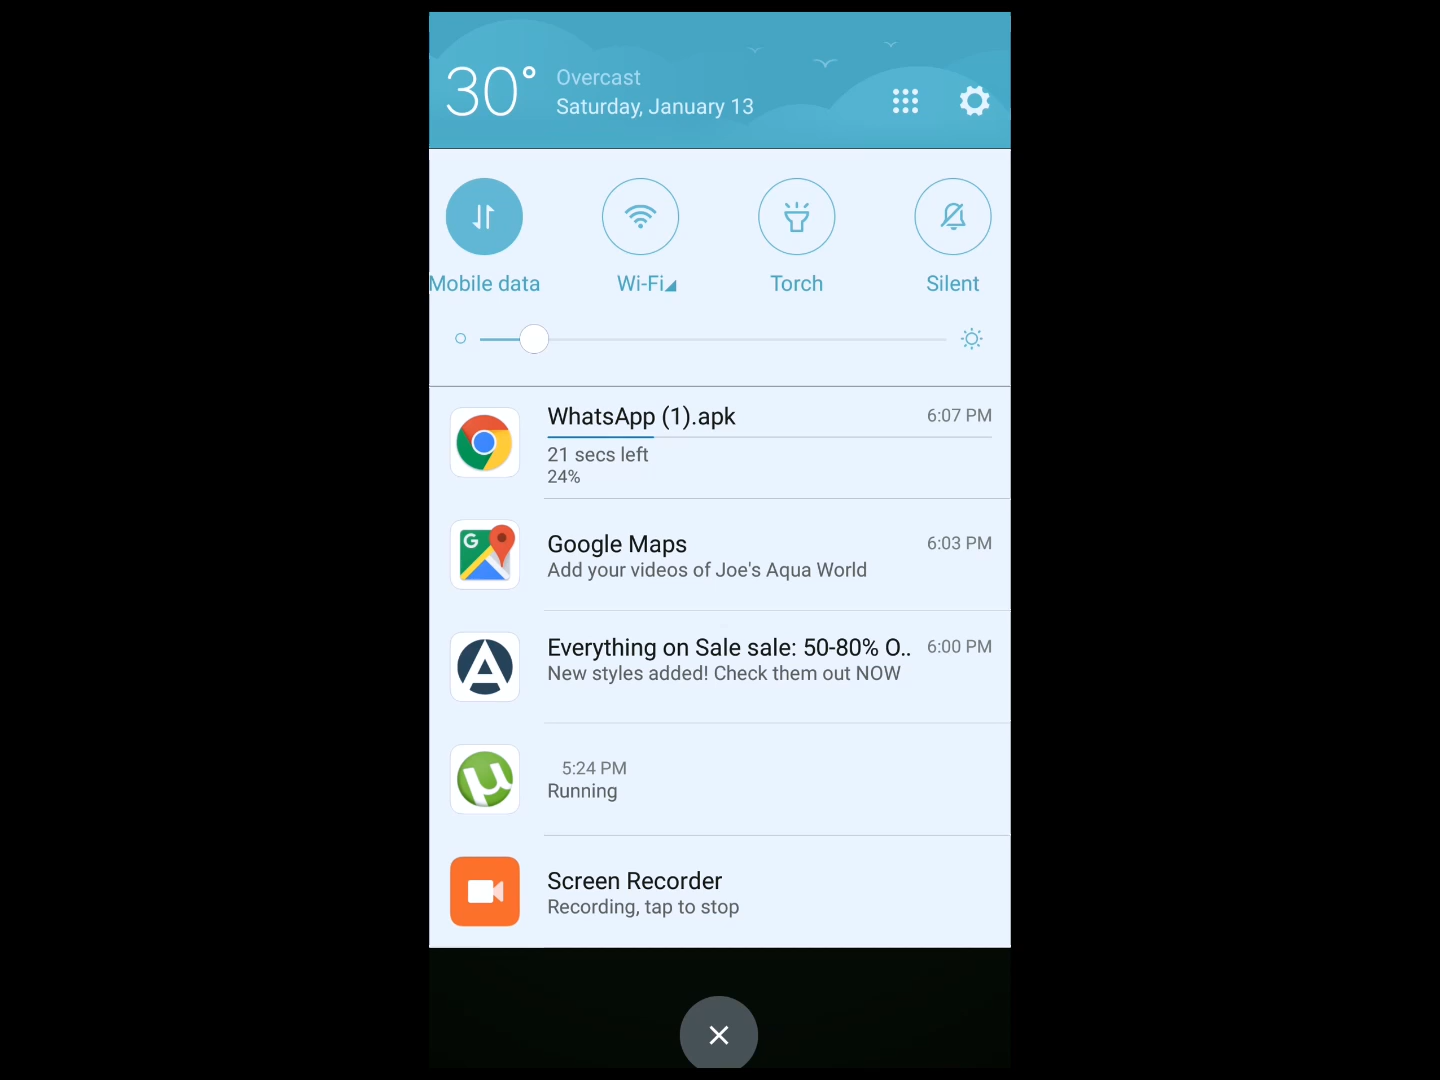 30°
Overcast
Saturday, January 13
Mobile data
Wi-Fi
Torch
Silent
WhatsApp (1).apk
6:07 PM
21 secs left
24%
G
Google Maps
6:03 PM
Add your videos of Joe's Aqua World
A
Everything on Sale sale: 50-80% O..
6:00 PM
New styles added! Check them out NOW
µ
5:24 PM
Running
Screen Recorder
Recording, tap to stop